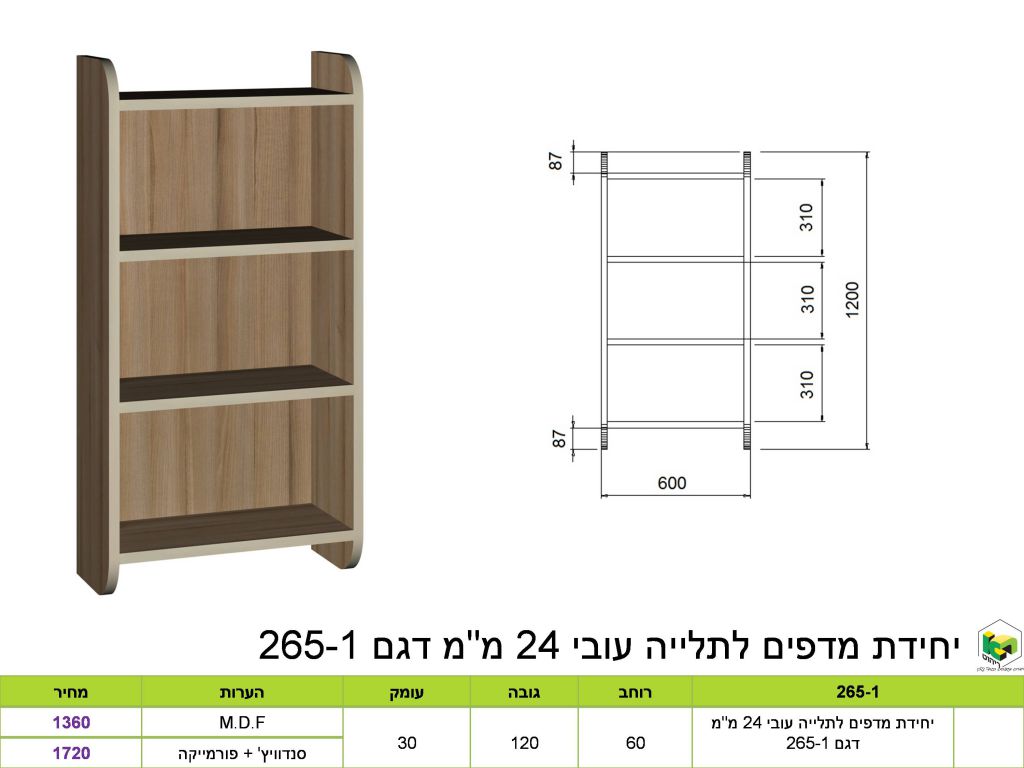 87
310
310
1200
310
87
600
יחידת מדפים לתלייה עובי 24 מ"מ דגם 265-1
265-1 רוחב גובה עומק הערות מחיר
יחידת מדפים לתלייה עובי 24 מ"מ
דגם 265-1
60 120 30
M.D.F 1360
סנדוויץ' + פורמייקה 1720